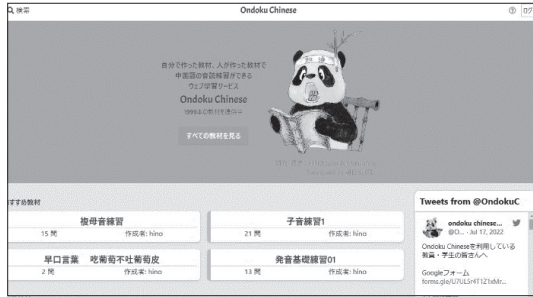 検索
Ondoku Chinese
自分で作った教材、人が作った教材で
中国語の音読練習ができる
ウェブ学習サービス
Ondoku Chinese
すべての教材を見る
すすめ教材
複母音練習
15 問 作成者: hino
子音練習1
21 問 作成者: hino
早口言葉 吃葡萄不吐葡萄皮
2 問 作成者: hino
発音基礎練習01
13 問 作成者: hino
Tweets from @OndokuC
ondoku chinese...
@O... · Jul 17, 2022
Ondoku Chineseを利用している
教員・学生の皆さんへ
Googleフォーム